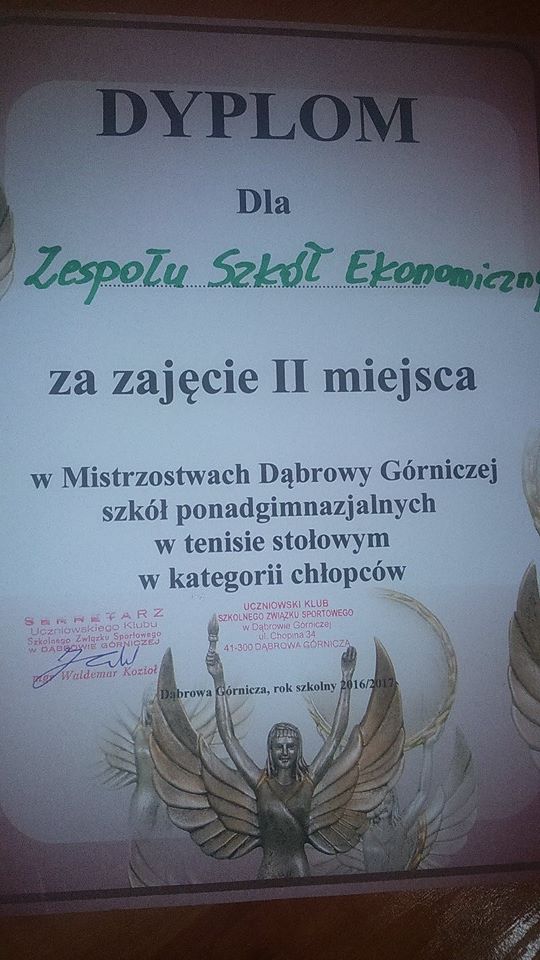 DYPLOM
Dla
Zespołu Szkół Ekonomiczny
za zajęcie II miejsca
w Mistrzostwach Dąbrowy Górniczej
szkół ponadgimnazjalnych
w tenisie stołowym
w kategorii chłopców
SEKRETARZ
Uczniowskiego Klubu
Szkolnego Związku Sportowego
w DĄBROWIE GÓRNICZEJ
mgr Waldemar Kozioł
UCZNIOWSKI KLUB
SZKOLNEGO ZWIĄZKU SPORTOWEGO
w Dąbrowie Górniczej
ul. Chopina 34
41-300 DĄBROWA GÓRNICZA
Dąbrowa Górnicza, rok szkolny 2016/2017